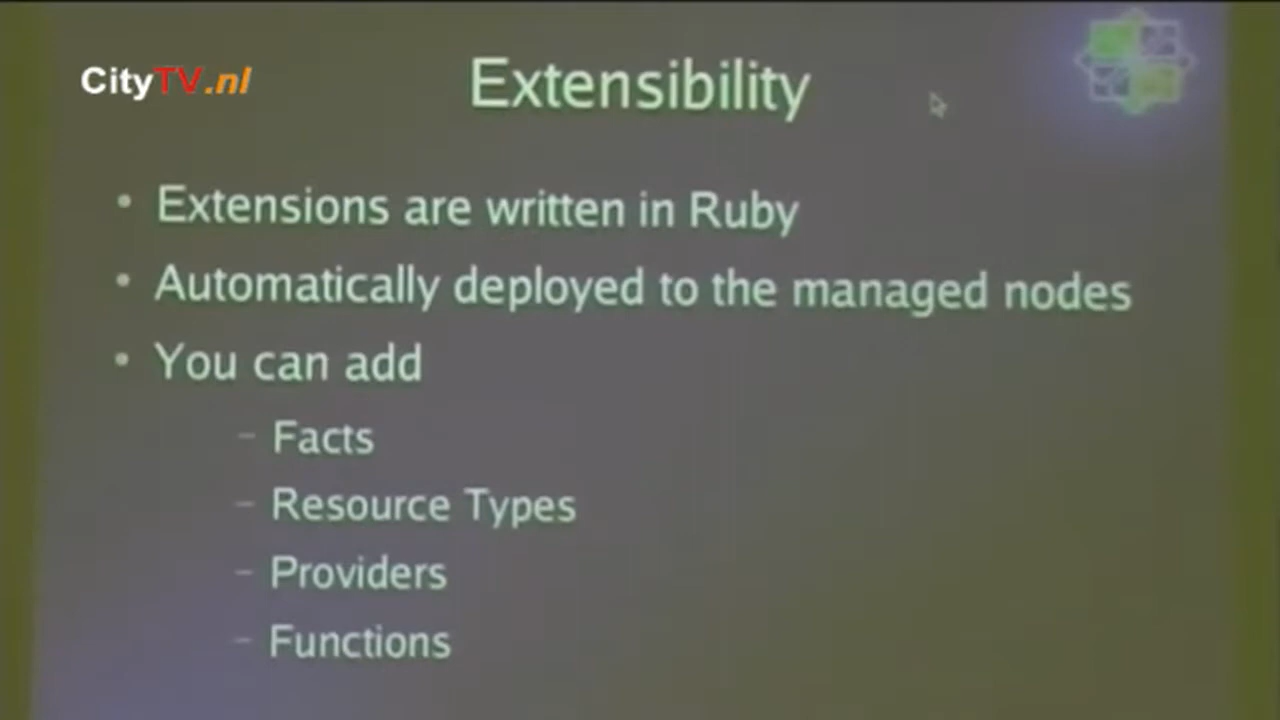 CityTV.nl
Extensibility
• Extensions are written in Ruby
• Automatically deployed to the managed nodes
• You can add
– Facts
– Resource Types
– Providers
– Functions